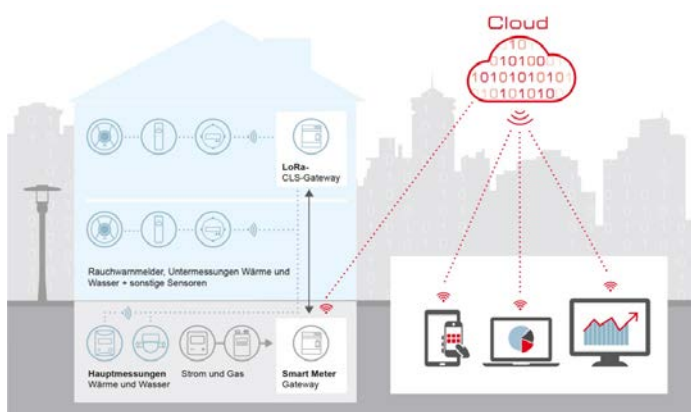 Cloud
10
010100
10101010101
10101010
LoRa-
CLS-Gateway
Rauchwarnmelder, Untermessungen Wärme und
Wasser + sonstige Sensoren
Hauptmessungen
Wärme und Wasser
Strom und Gas
Smart Meter
Gateway